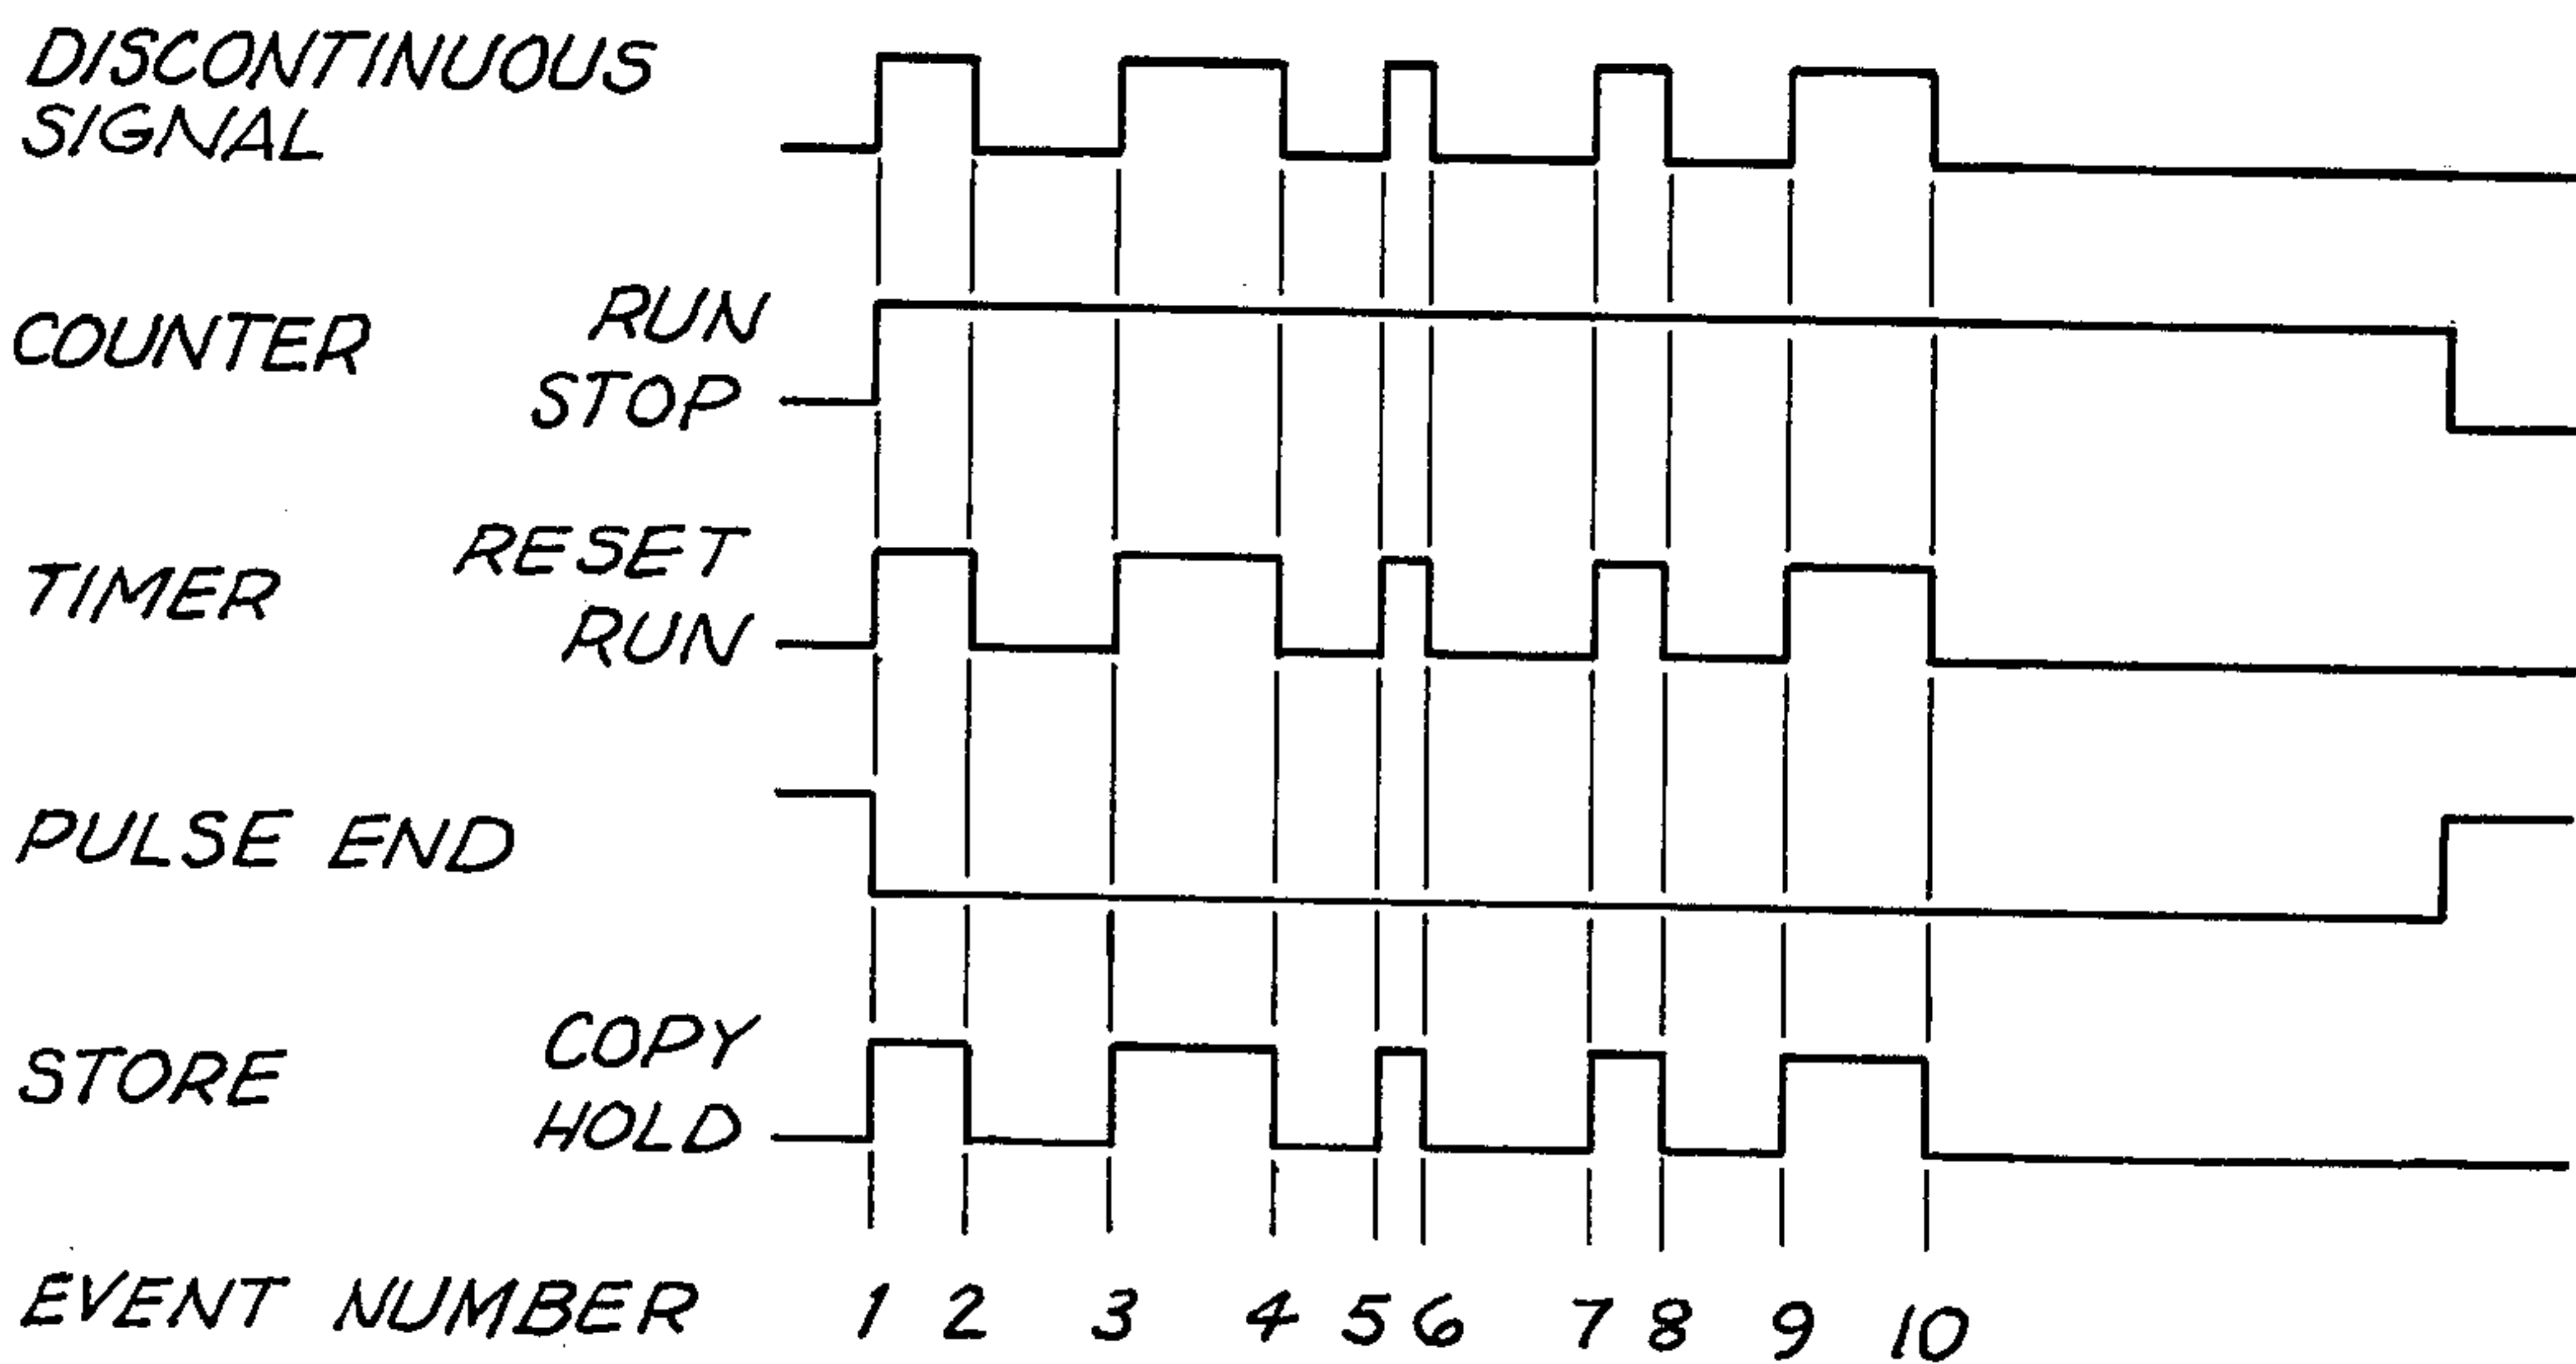 DISCONTINUOUS
SIGNAL
COUNTER RUN
STOP
TIMER RESET
RUN
PULSE END
STORE COPY
HOLD
EVENT NUMBER 1 2 3 4 5 6 7 8 9 10